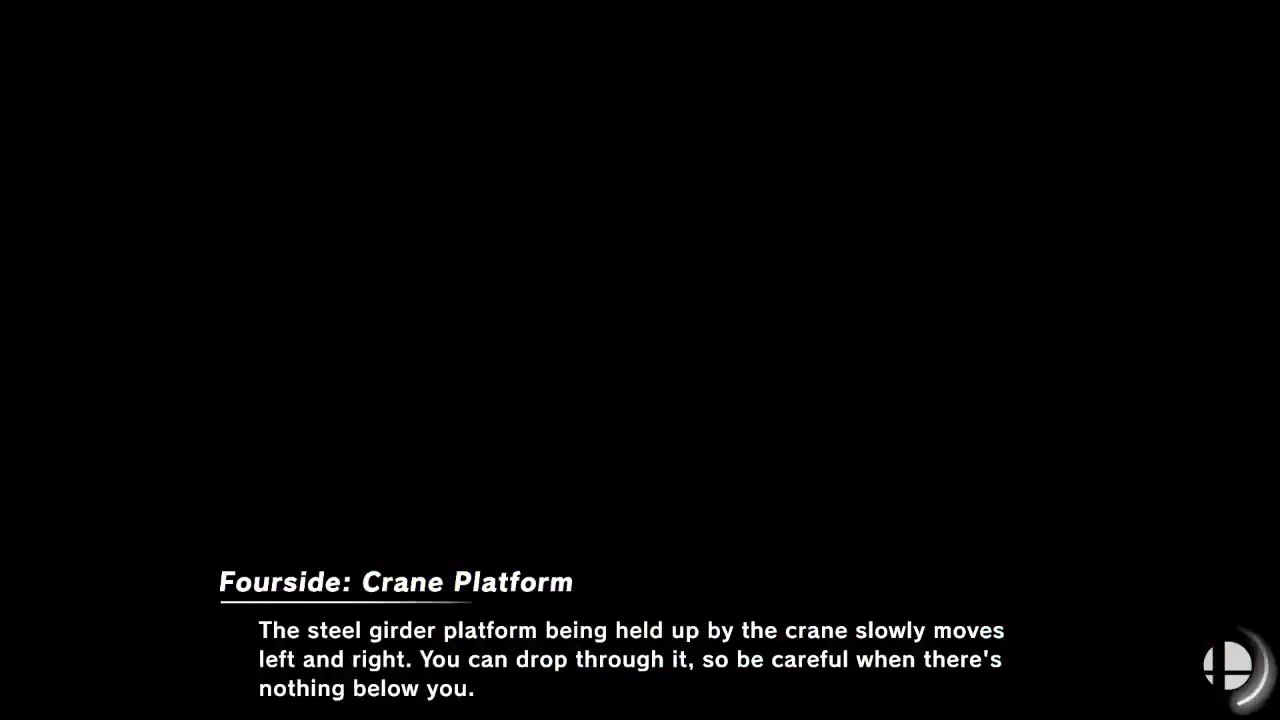 Fourside: Crane Platform
The steel girder platform being held up by the crane slowly moves
left and right. You can drop through it, so be careful when there's
nothing below you.